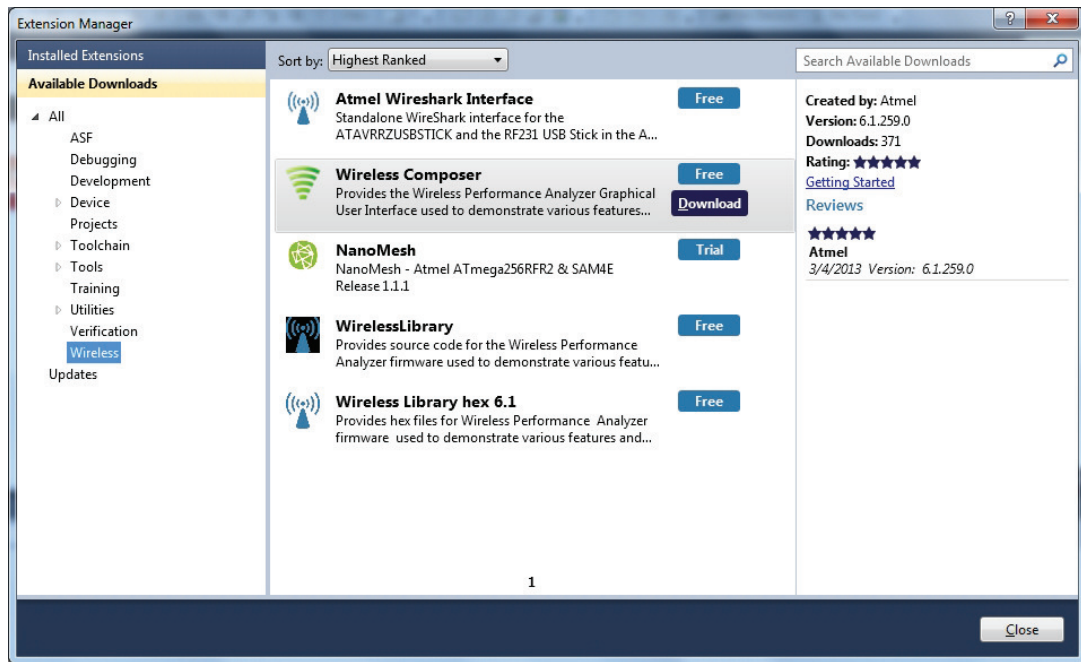 Extension Manager
Installed Extensions
Available Downloads
All
ASF
Debugging
Development
Device
Projects
Toolchain
Tools
Training
Utilities
Verification
Wireless
Updates
Sort by: Highest Ranked
Atmel Wireshark Interface
Free
Standalone WireShark interface for the
ATAVRRZUSBSTICK and the RF231 USB Stick in the A...
Wireless Composer
Free
Provides the Wireless Performance Analyzer Graphical
User Interface used to demonstrate various features...
Download
NanoMesh
Trial
NanoMesh - Atmel ATmega256RFR2 & SAM4E
Release 1.1.1
WirelessLibrary
Free
Provides source code for the Wireless Performance
Analyzer firmware used to demonstrate various featu...
Wireless Library hex 6.1
Free
Provides hex files for Wireless Performance Analyzer
firmware used to demonstrate various features and...
1
Search Available Downloads
Created by: Atmel
Version: 6.1.259.0
Downloads: 371
Rating: ★★★★★
Getting Started
Reviews
★★★★★
Atmel
3/4/2013 Version: 6.1.259.0
Close